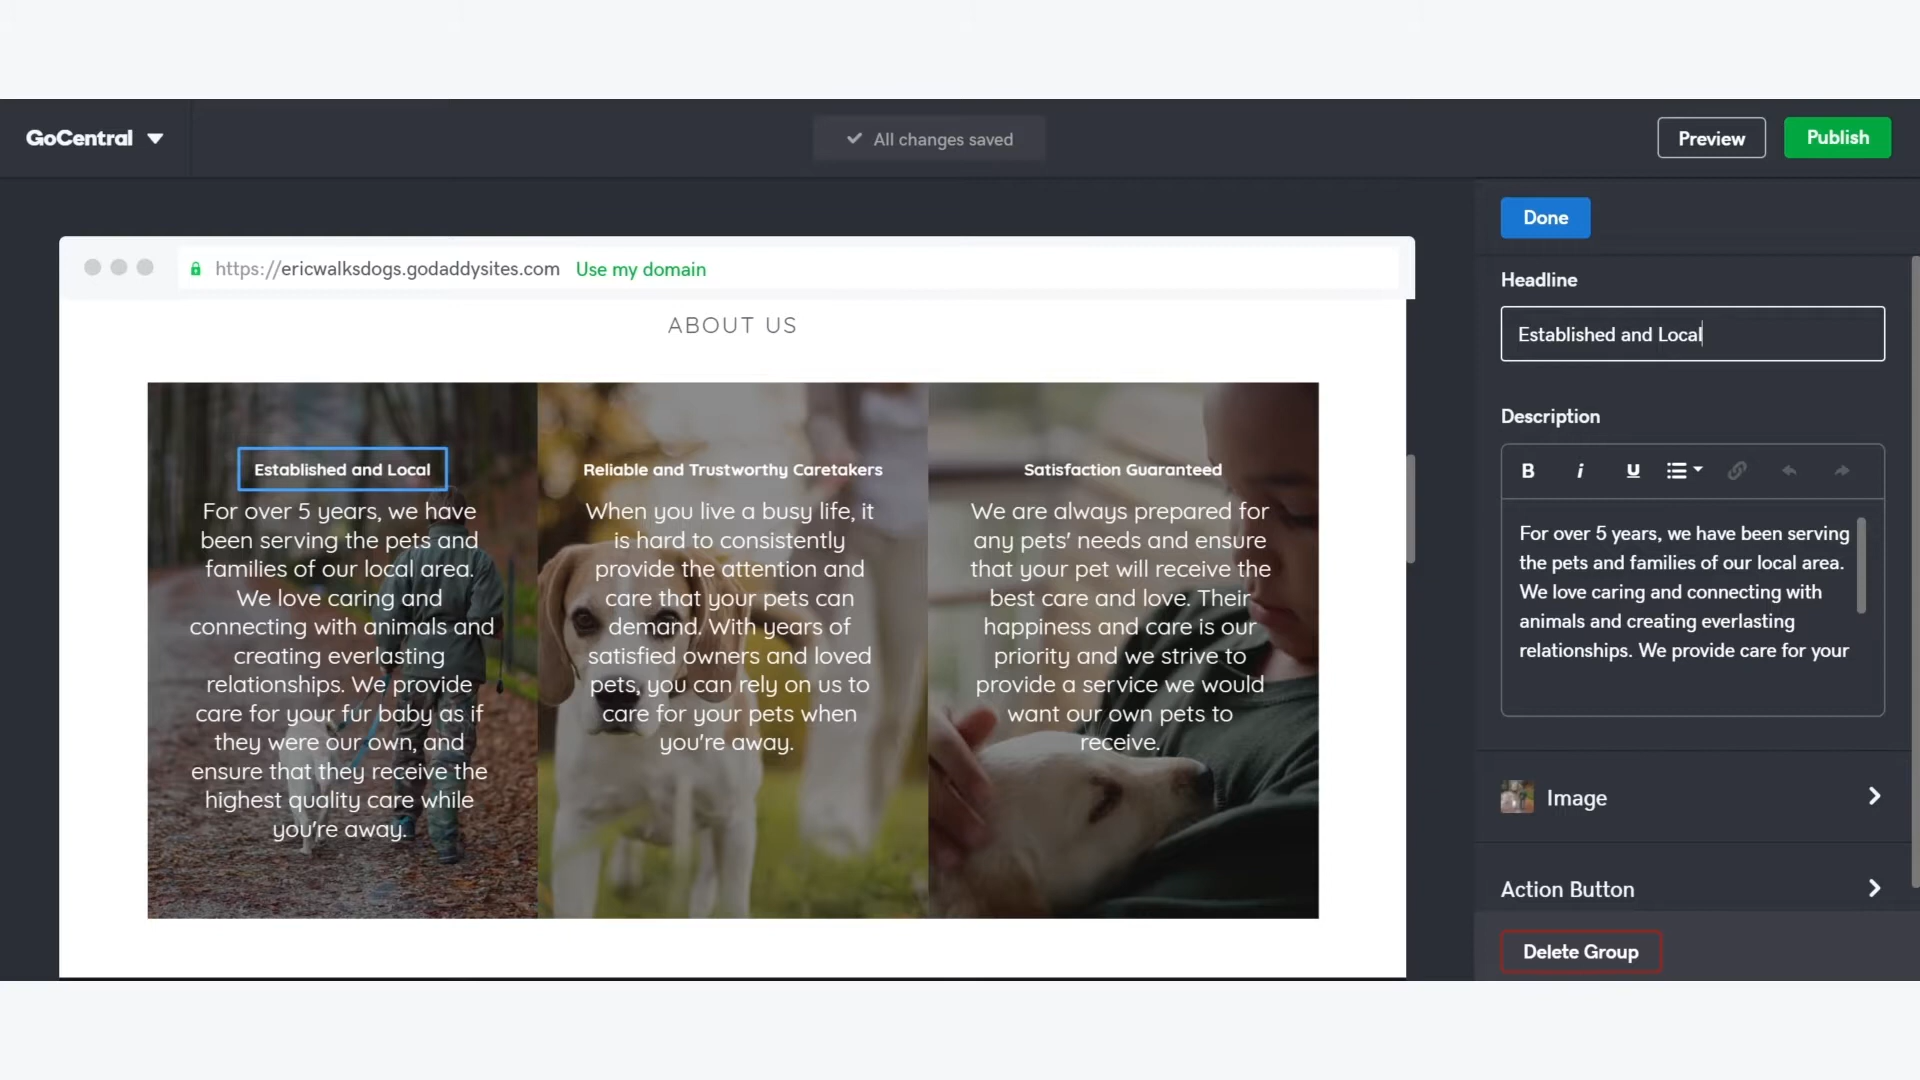 GoCentral
All changes saved
Preview
Publish
Done
https://ericwalksdogs.godaddysites.com Use my domain
ABOUT US
Established and Local
For over 5 years, we have
been serving the pets and
families of our local area.
We love caring and
connecting with animals and
creating everlasting
relationships. We provide
care for your fur baby as if
they were our own, and
ensure that they receive the
highest quality care while
you're away.
Reliable and Trustworthy Caretakers
When you live a busy life, it
is hard to consistently
provide the attention and
care that your pets can
demand. With years of
satisfied owners and loved
pets, you can rely on us to
care for your pets when
you're away.
Satisfaction Guaranteed
We are always prepared for
any pets' needs and ensure
that your pet will receive the
best care and love. Their
happiness and care is our
priority and we strive to
provide a service we would
want our own pets to
receive.
Headline
Established and Local
Description
B i U
For over 5 years, we have been serving
the pets and families of our local area.
We love caring and connecting with
animals and creating everlasting
relationships. We provide care for your
Image
Action Button
Delete Group